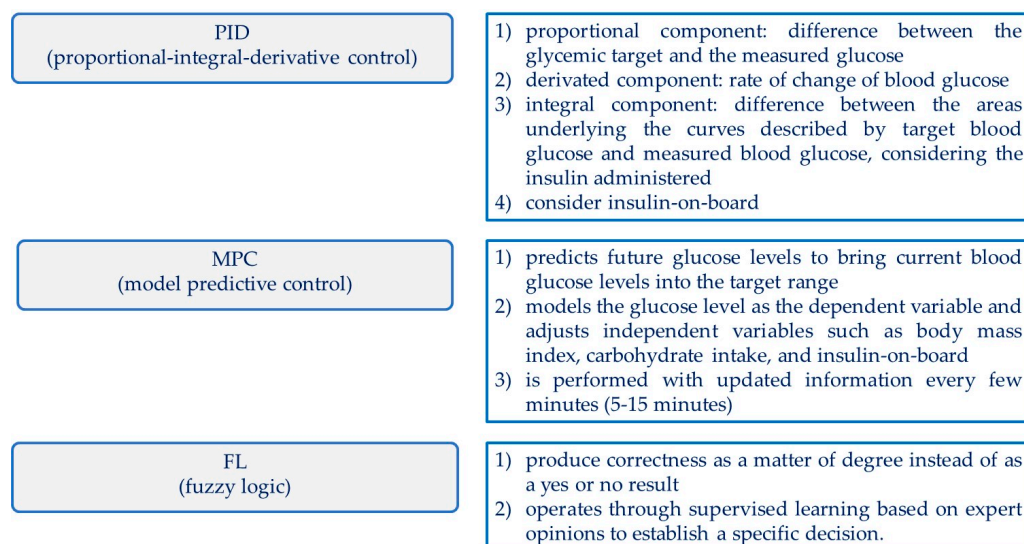 PID
(proportional-integral-derivative control)
1) proportional component: difference between the
glycemic target and the measured glucose
2) derivated component: rate of change of blood glucose
3) integral component: difference between the areas
underlying the curves described by target blood
glucose and measured blood glucose, considering the
insulin administered
4) consider insulin-on-board
MPC
(model predictive control)
1) predicts future glucose levels to bring current blood
glucose levels into the target range
2) models the glucose level as the dependent variable and
adjusts independent variables such as body mass
index, carbohydrate intake, and insulin-on-board
3) is performed with updated information every few
minutes (5-15 minutes)
FL
(fuzzy logic)
1) produce correctness as a matter of degree instead of as
a yes or no result
2) operates through supervised learning based on expert
opinions to establish a specific decision.